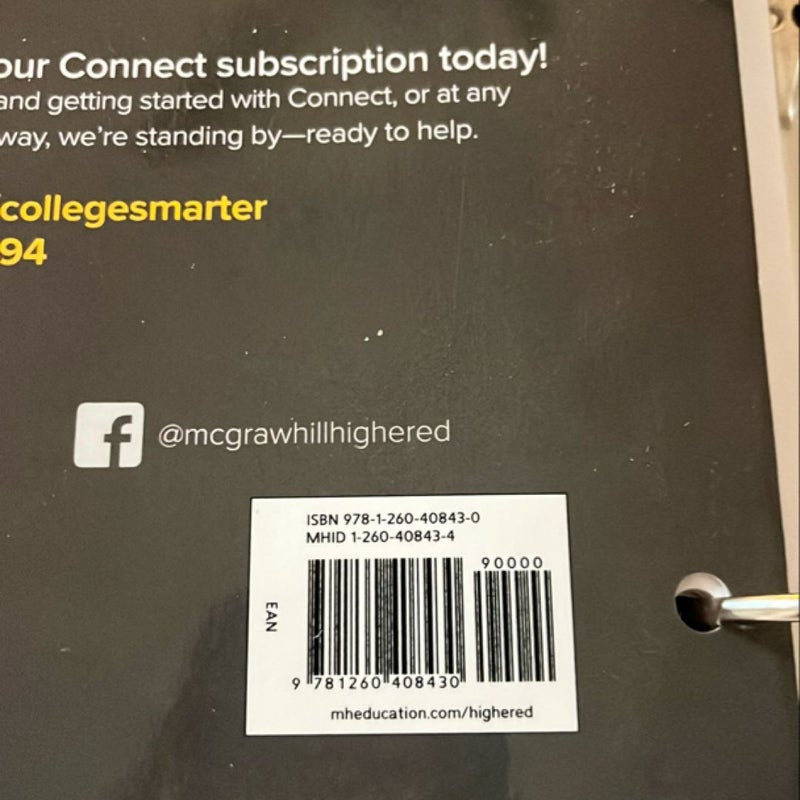 our Connect subscription today!
and getting started with Connect, or at any
way, we're standing by—ready to help.
collegesmarter
94
f @mcgrawhillhighered
ISBN 978-1-260-40843-0
MHID 1-260-40843-4
90000
EAN
9 781260 408430
mheducation.com/highered